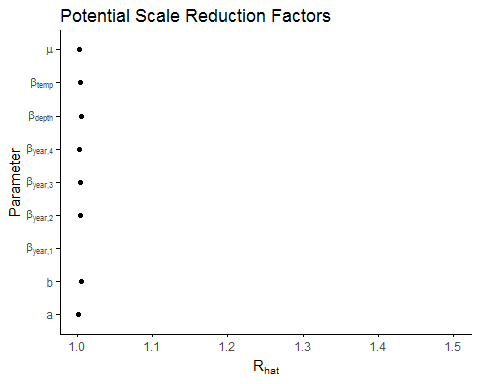 Potential Scale Reduction Factors
Parameter
μ
βtemp
βdepth
βyear,4
βyear,3
βyear,2
βyear,1
b
a
1.0 1.1 1.2 1.3 1.4 1.5
Rhat